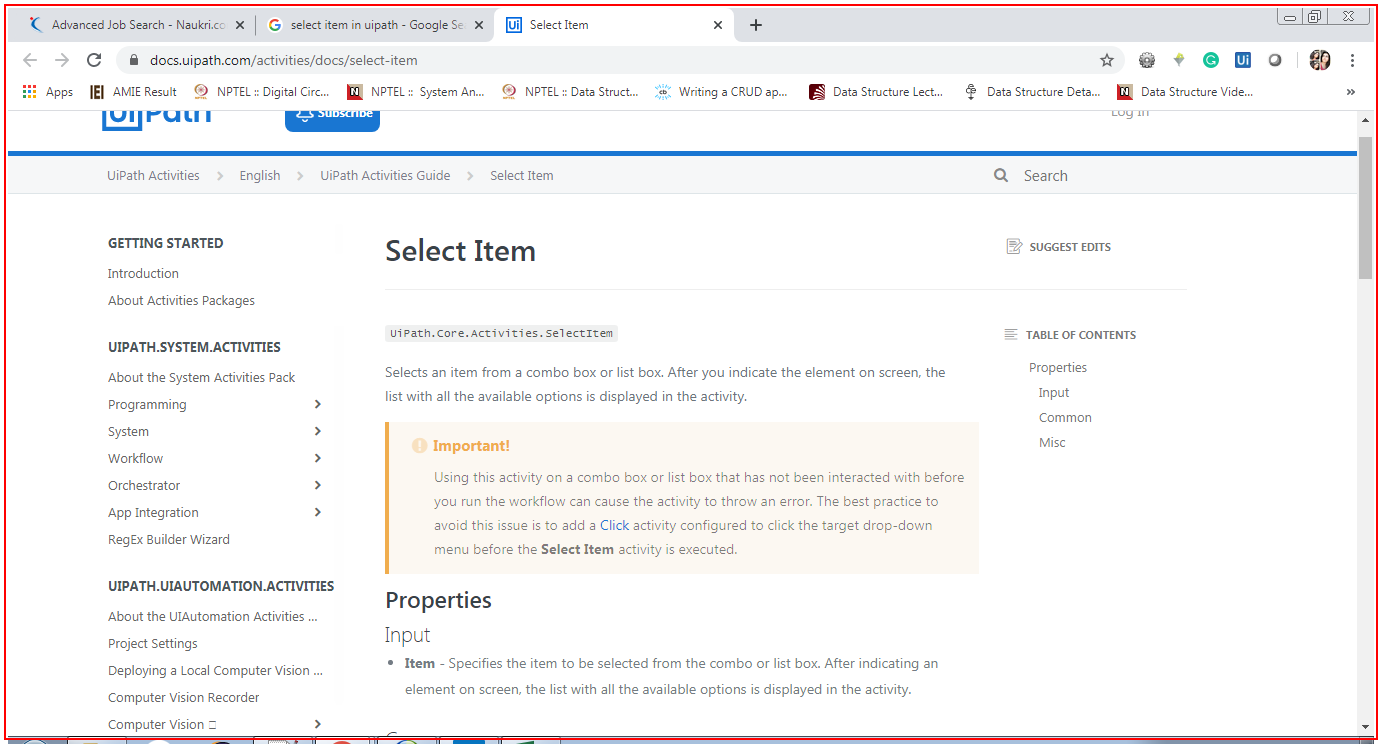 Advanced Job Search - Naukri.co
select item in uipath - Google Se
Ui Select Item
docs.uipath.com/activities/docs/select-item
Apps
IEI AMIE Result
NPTEL :: Digital Circ...
N NPTEL :: System An...
NPTEL :: Data Struct...
Writing a CRUD ap...
Data Structure Lect...
Data Structure Deta...
N Data Structure Vide...
»
UiPath
Subscribe
Log In
UiPath Activities > English > UiPath Activities Guide > Select Item
Search
GETTING STARTED
Introduction
About Activities Packages
UIPATH.SYSTEM.ACTIVITIES
About the System Activities Pack
Programming
System
Workflow
Orchestrator
App Integration
RegEx Builder Wizard
UIPATH.UIAUTOMATION.ACTIVITIES
About the UIAutomation Activities ...
Project Settings
Deploying a Local Computer Vision ...
Computer Vision Recorder
Computer Vision □
Select Item
UiPath.Core.Activities.SelectItem
Selects an item from a combo box or list box. After you indicate the element on screen, the
list with all the available options is displayed in the activity.
Important!
Using this activity on a combo box or list box that has not been interacted with before
you run the workflow can cause the activity to throw an error. The best practice to
avoid this issue is to add a Click activity configured to click the target drop-down
menu before the Select Item activity is executed.
Properties
Input
• Item - Specifies the item to be selected from the combo or list box. After indicating an
element on screen, the list with all the available options is displayed in the activity.
SUGGEST EDITS
TABLE OF CONTENTS
Properties
Input
Common
Misc